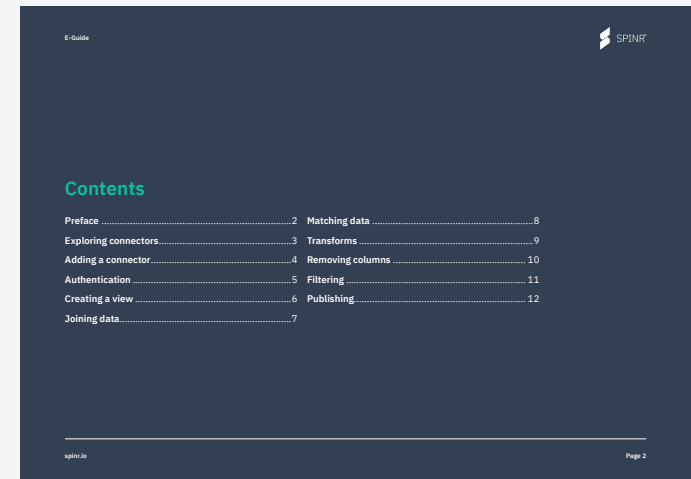 E-Guide
SPINR
Contents
Preface ........................................................................2
Exploring connectors..................................................3
Adding a connector.....................................................4
Authentication ............................................................5
Creating a view ...........................................................6
Joining data.................................................................7
Matching data .............................................................8
Transforms ..................................................................9
Removing columns ................................................... 10
Filtering ..................................................................... 11
Publishing.................................................................. 12
spinr.io
Page 2